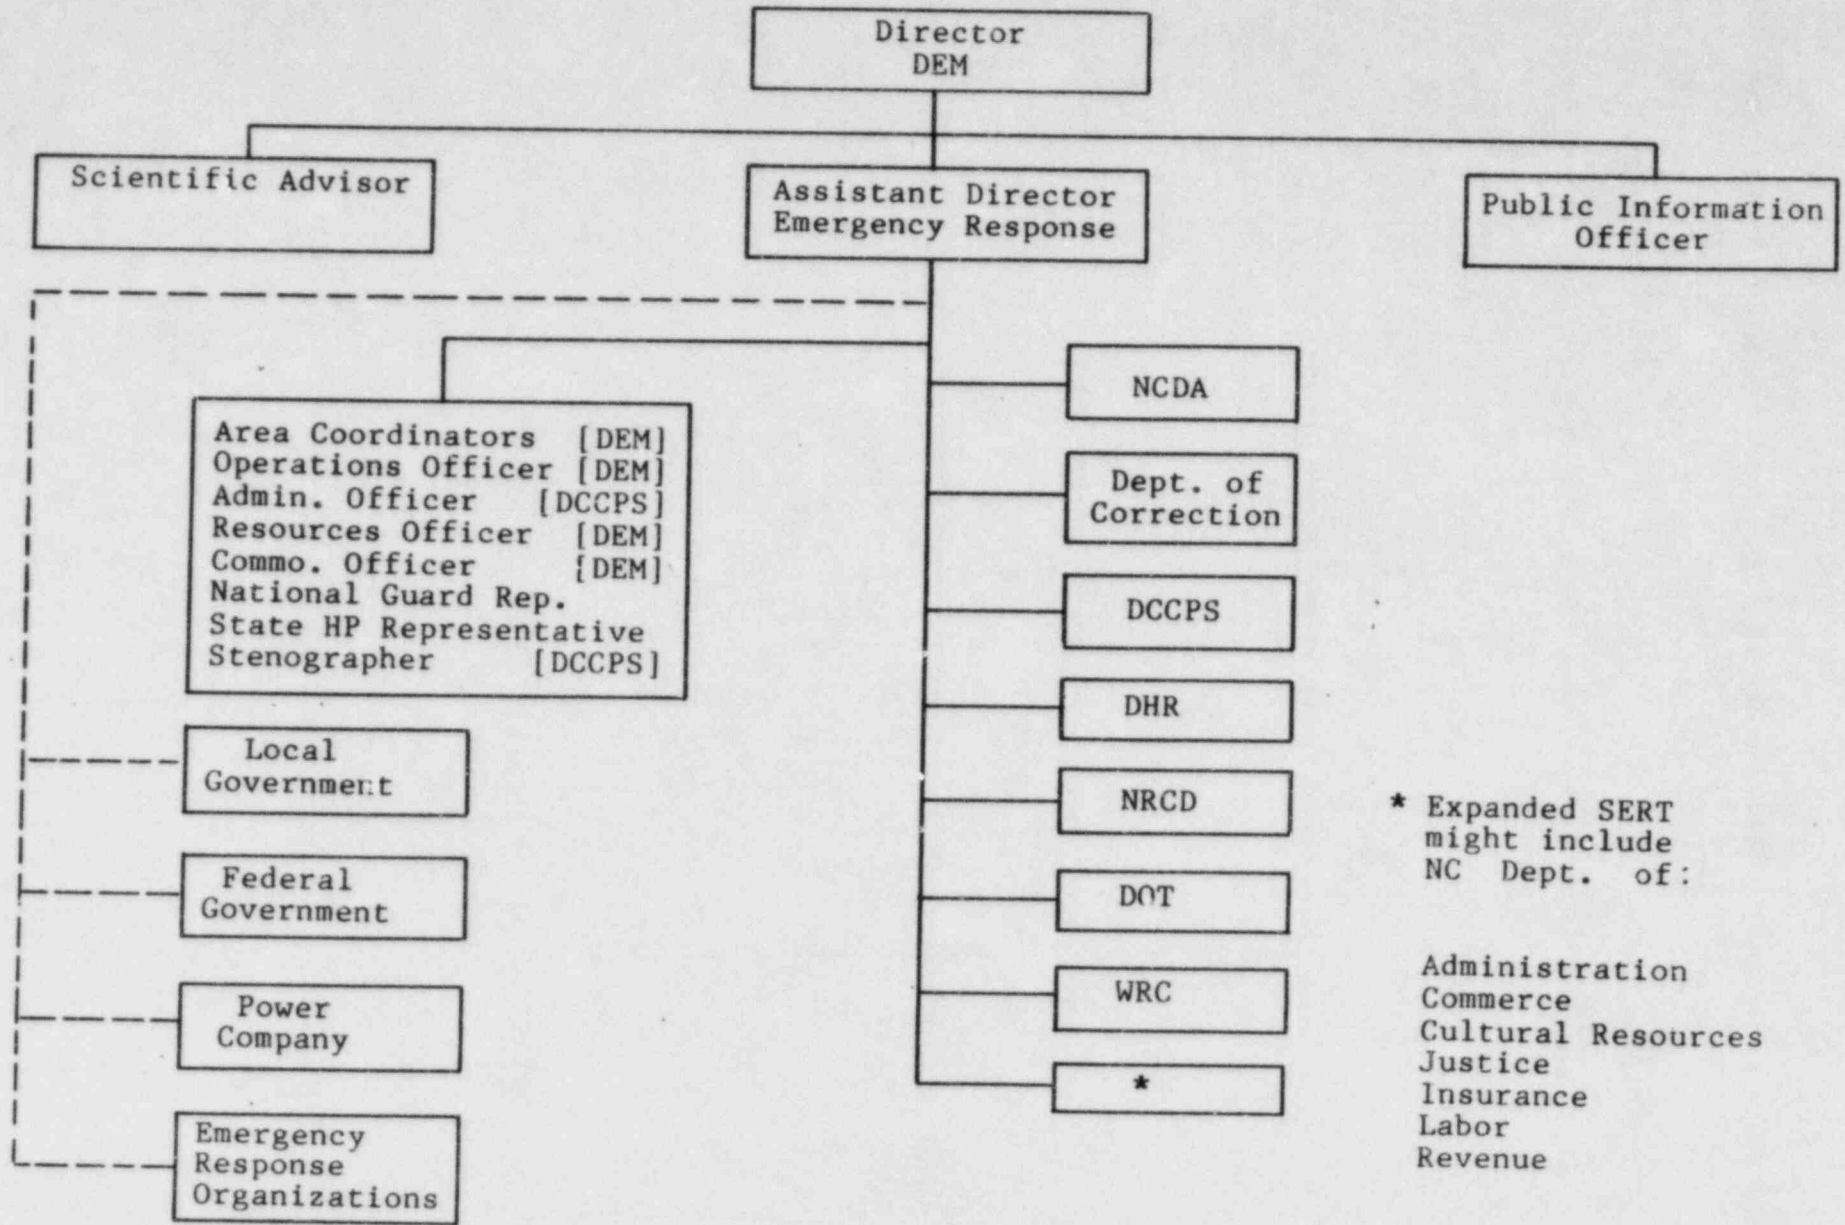 Director
DEM
Scientific Advisor
Assistant Director
Emergency Response
Public Information
Officer
Area Coordinators [DEM]
Operations Officer [DEM]
Admin. Officer [DCCPS]
Resources Officer [DEM]
Commo. Officer [DEM]
National Guard Rep.
State HP Representative
Stenographer [DCCPS]
Local
Government
Federal
Government
Power
Company
Emergency
Response
Organizations
NCDA
Dept. of
Correction
DCCPS
DHR
NRCD
DOT
WRC
*
* Expanded SERT
might include
NC Dept. of:
Administration
Commerce
Cultural Resources
Justice
Insurance
Labor
Revenue